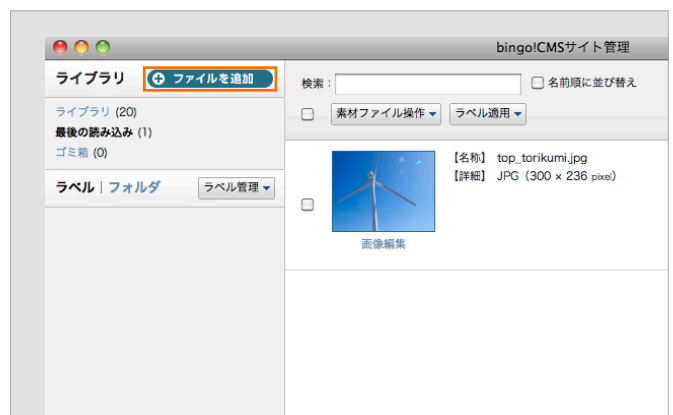 bingo!CMSサイト管理
ライブラリ
ファイルを追加
ライブラリ (20)
最後の読み込み (1)
ゴミ箱 (0)
ラベル | フォルダ
ラベル管理
検索 :
名前順に並び替え
素材ファイル操作
ラベル適用
【名称】 top_torikumi.jpg
【詳細】 JPG (300 × 236 pixel)
画像編集